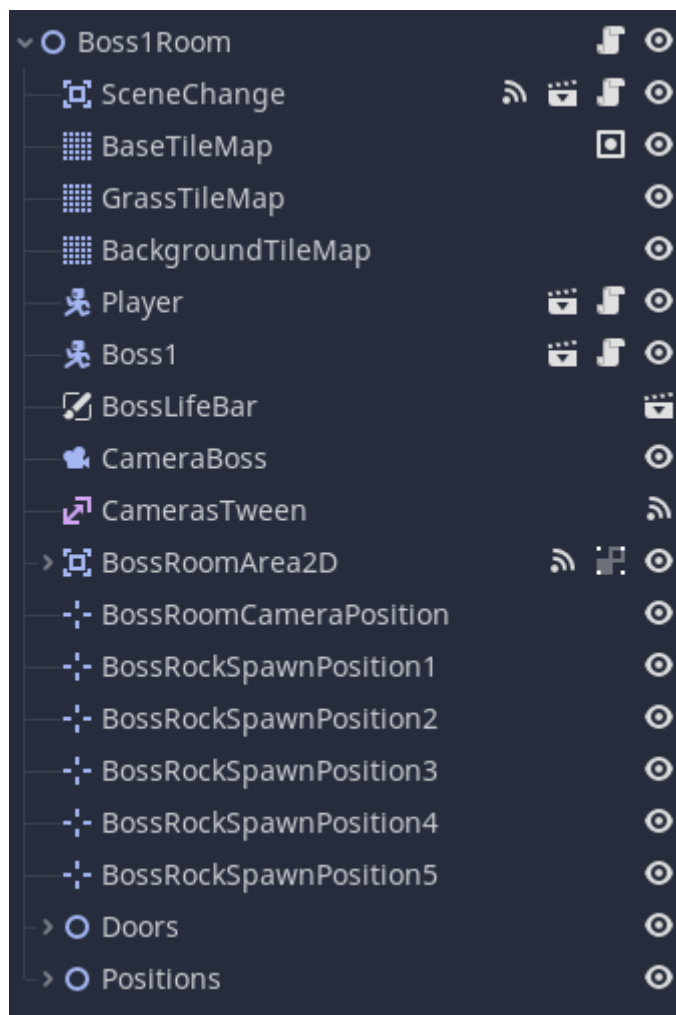 Boss1Room
SceneChange
BaseTileMap
GrassTileMap
BackgroundTileMap
Player
Boss1
BossLifeBar
CameraBoss
CamerasTween
BossRoomArea2D
BossRoomCameraPosition
BossRockSpawnPosition1
BossRockSpawnPosition2
BossRockSpawnPosition3
BossRockSpawnPosition4
BossRockSpawnPosition5
Doors
Positions